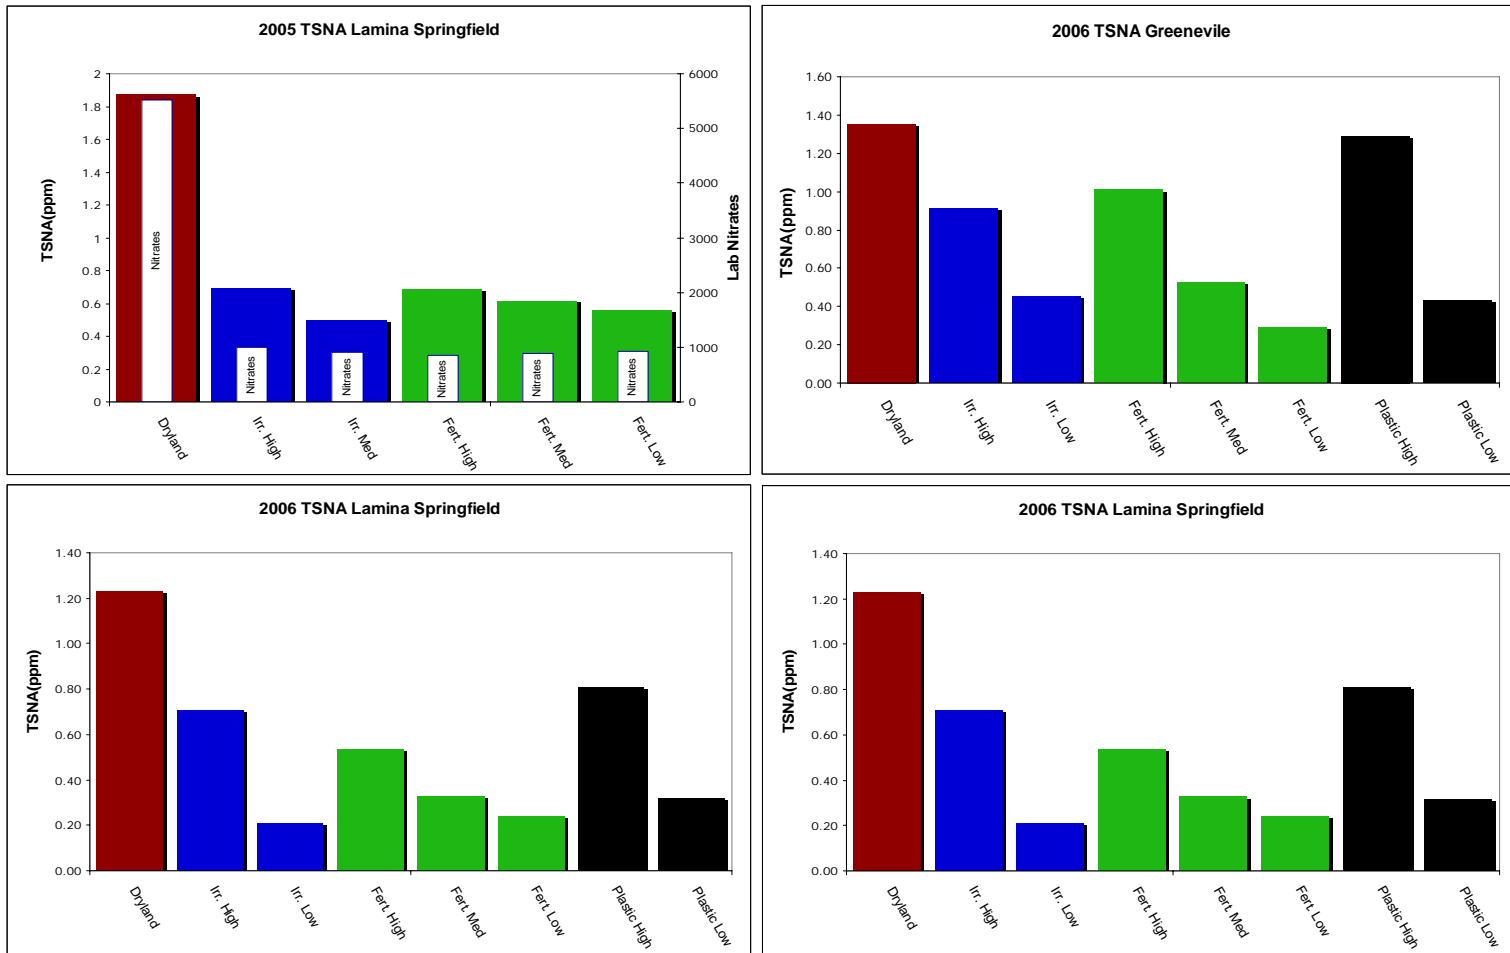 2005 TSNA Lamina Springfield
TSNA(ppm)
2
1.8
1.6
1.4
1.2
1
0.8
0.6
0.4
0.2
0
6000
5000
4000
3000
2000
1000
0
Lab Nitrates
Nitrates
Nitrates
Nitrates
Nitrates
Nitrates
Nitrates
Dryland
Irr. High
Irr. Med
Fert. High
Fert. Med
Fert. Low
2006 TSNA Greenevile
TSNA(ppm)
1.60
1.40
1.20
1.00
0.80
0.60
0.40
0.20
0.00
Dryland
Irr. High
Irr. Low
Fert. High
Fert. Med
Fert. Low
Plastic High
Plastic Low
2006 TSNA Lamina Springfield
TSNA(ppm)
1.40
1.20
1.00
0.80
0.60
0.40
0.20
0.00
Dryland
Irr. High
Irr. Low
Fert. High
Fert. Med
Fert. Low
Plastic High
Plastic Low
2006 TSNA Lamina Springfield
TSNA(ppm)
1.40
1.20
1.00
0.80
0.60
0.40
0.20
0.00
Dryland
Irr. High
Irr. Low
Fert. High
Fert. Med
Fert. Low
Plastic High
Plastic Low